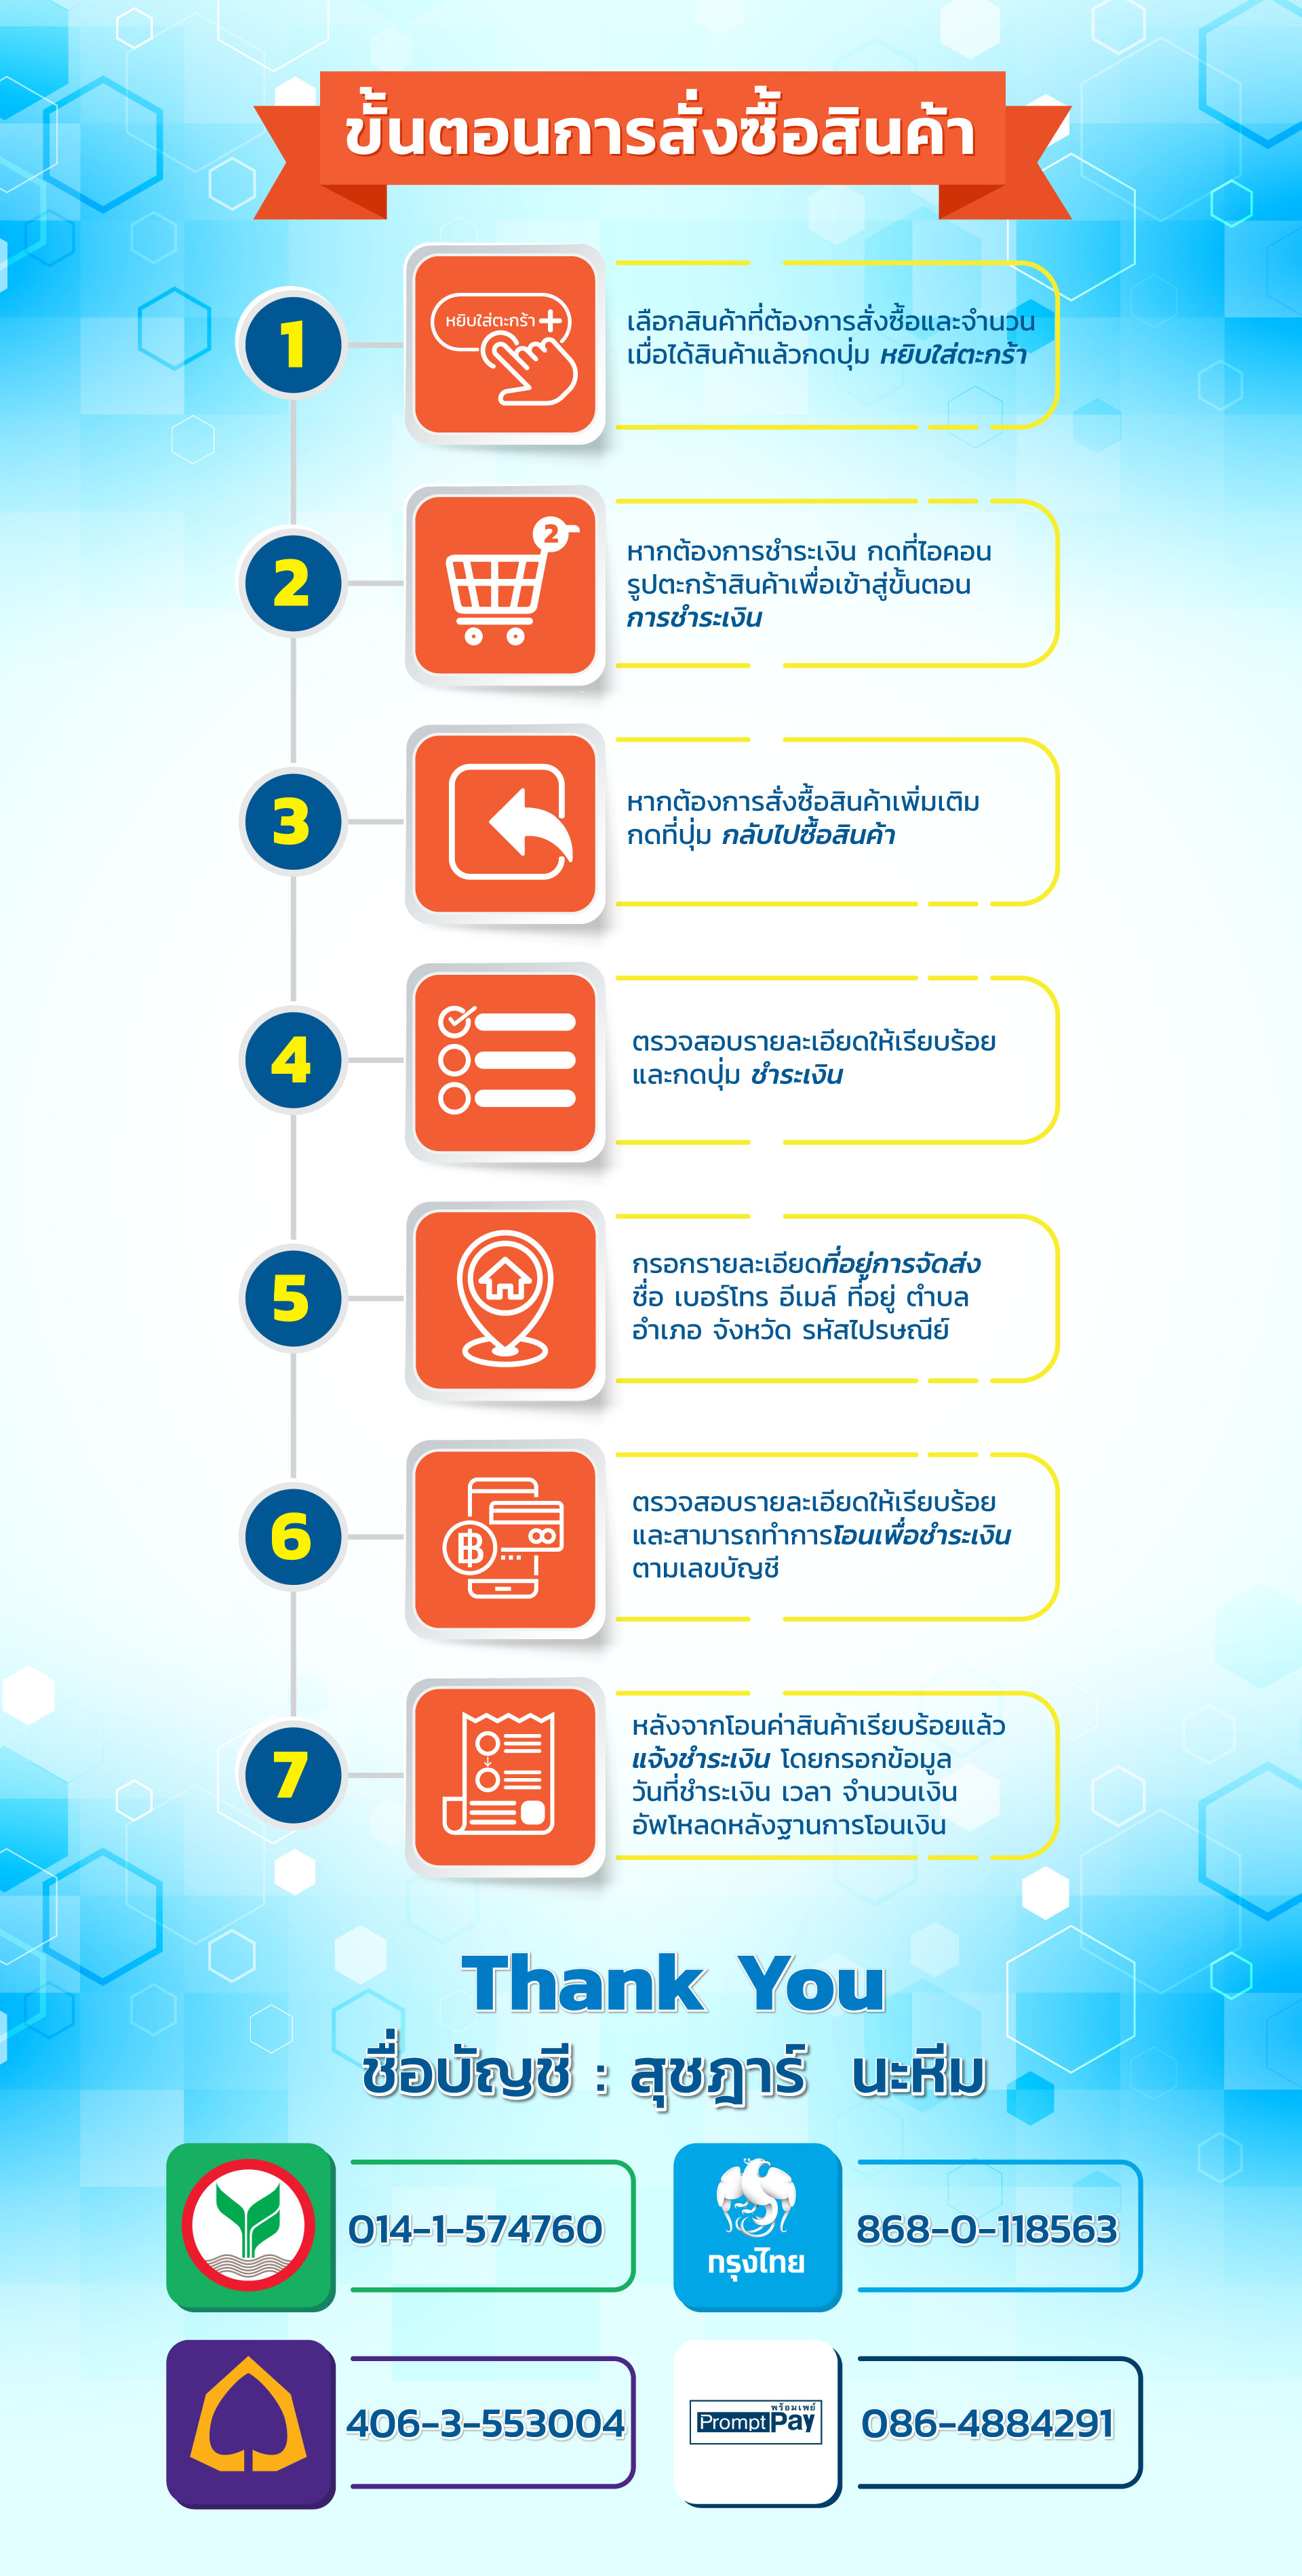 ขั้นตอนการสั่งซื้อสินค้า
1
หยิบใส่ตะกร้า +
เลือกสินค้าที่ต้องการสั่งซื้อและจำนวน
เมื่อได้สินค้าแล้วกดปุ่ม หยิบใส่ตะกร้า
2
2
หากต้องการชำระเงิน กดที่ไอคอน
รูปตะกร้าสินค้าเพื่อเข้าสู่ขั้นตอน
การชำระเงิน
3
หากต้องการสั่งซื้อสินค้าเพิ่มเติม
กดที่ปุ่ม กลับไปซื้อสินค้า
4
ตรวจสอบรายละเอียดให้เรียบร้อย
และกดปุ่ม ชำระเงิน
5
กรอกรายละเอียดที่อยู่การจัดส่ง
ชื่อ เบอร์โทร อีเมล์ ที่อยู่ ตำบล
อำเภอ จังหวัด รหัสไปรษณีย์
6
฿
ตรวจสอบรายละเอียดให้เรียบร้อย
และสามารถทำการโอนเพื่อชำระเงิน
ตามเลขบัญชี
7
หลังจากโอนค่าสินค้าเรียบร้อยแล้ว
แจ้งชำระเงิน โดยกรอกข้อมูล
วันที่ชำระเงิน เวลา จำนวนเงิน
อัพโหลดหลังฐานการโอนเงิน
Thank You
ชื่อบัญชี : สุชฎาร์ นะหีม
014-1-574760
กรุงไทย
868-0-118563
406-3-553004
พร้อมเพย์
PromptPay
086-4884291